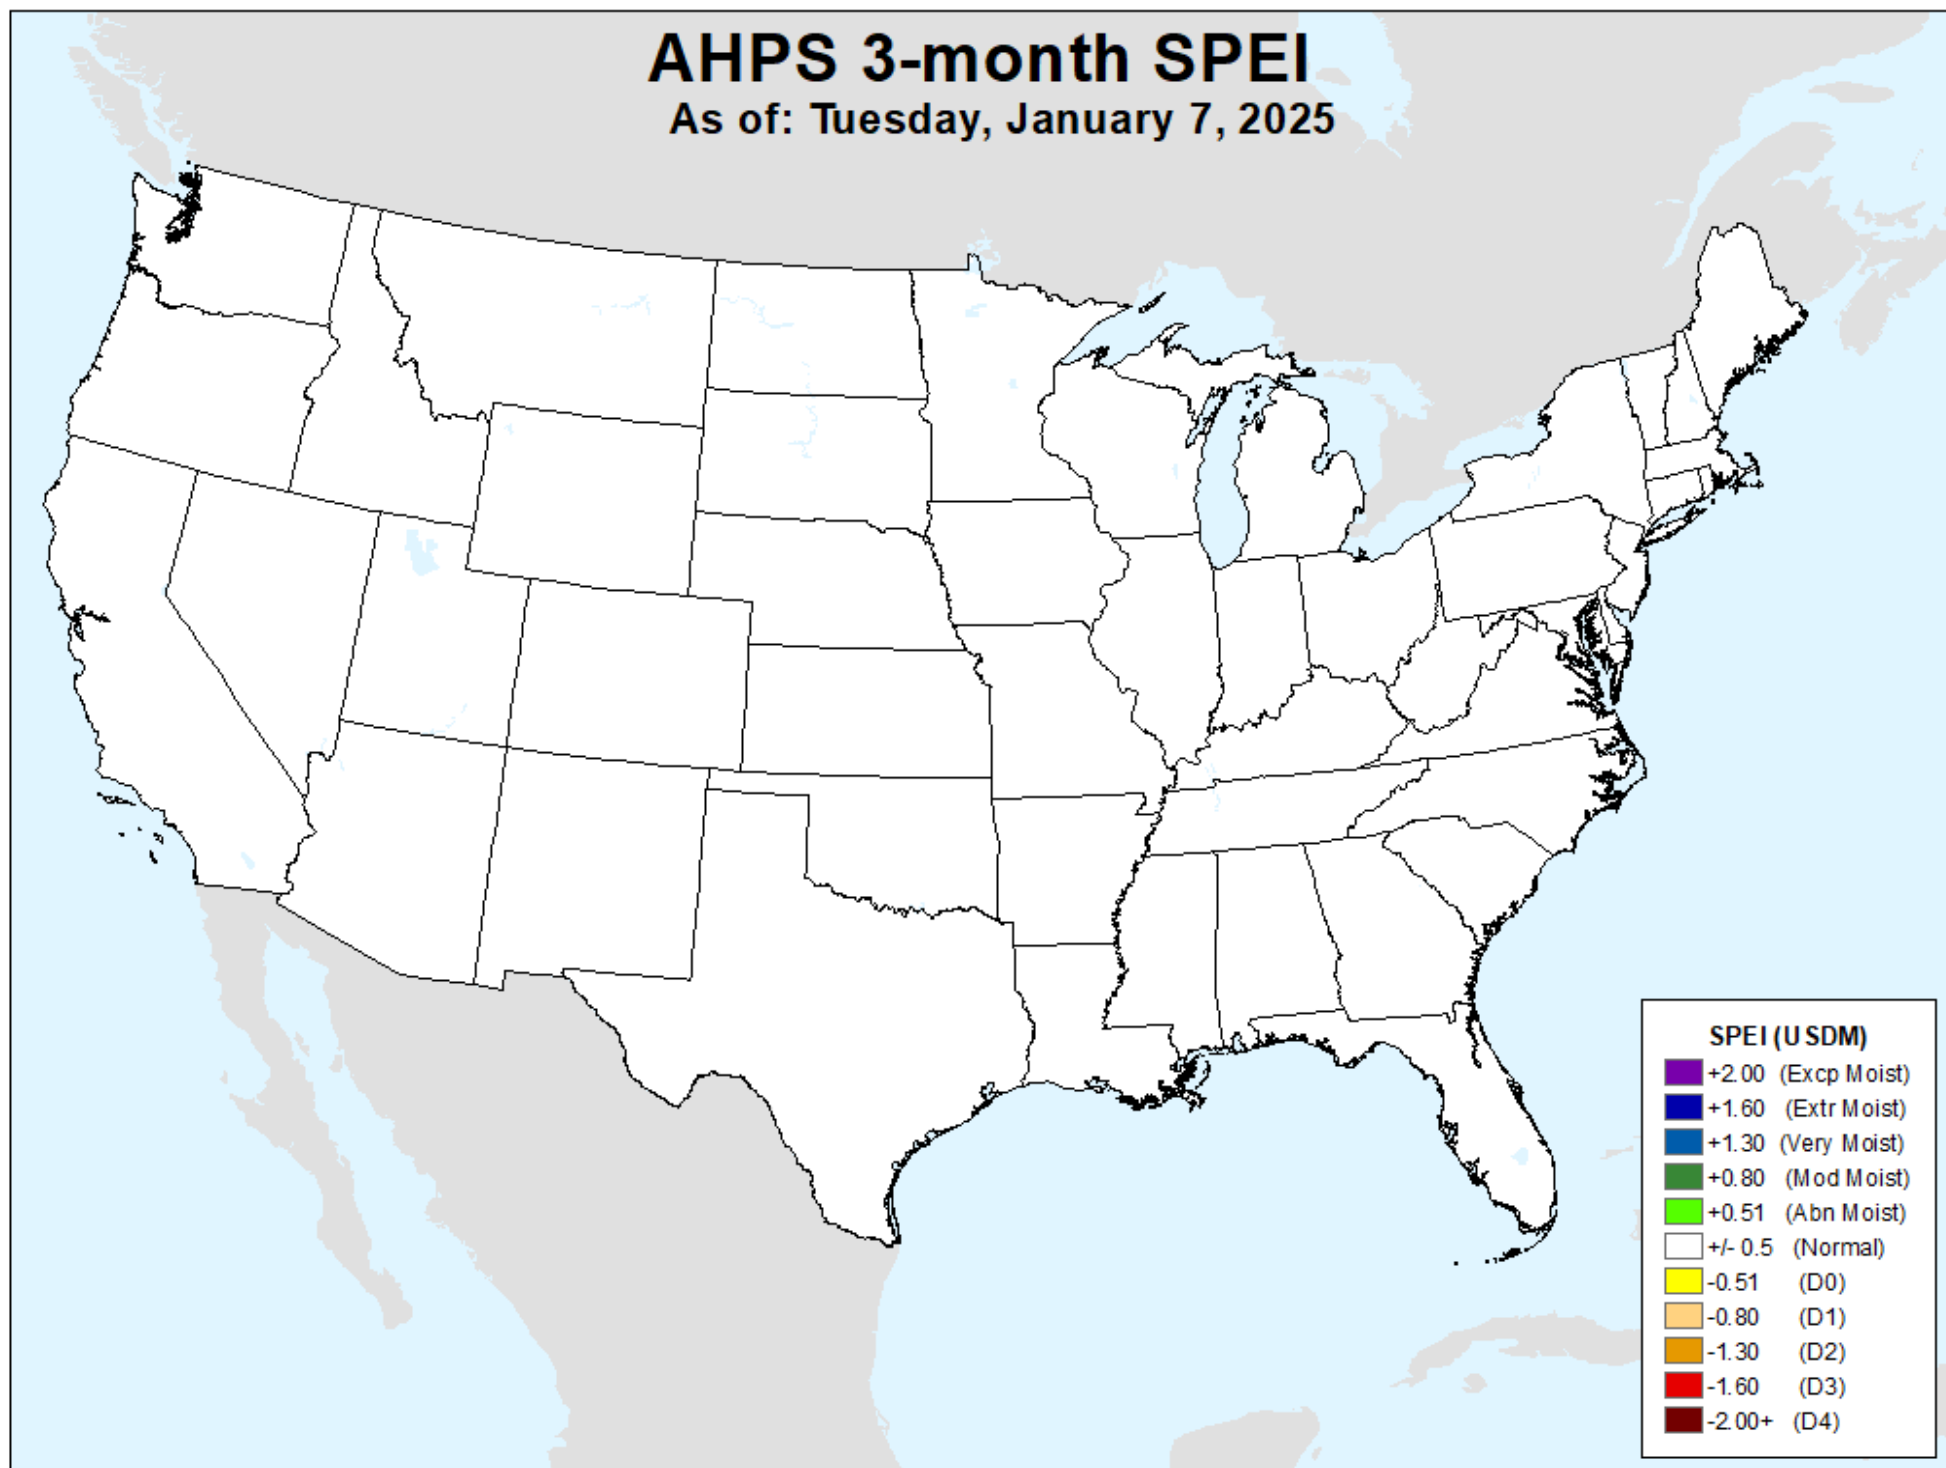 AHPS 3-month SPEI
As of: Tuesday, January 7, 2025
SPEI (USDM)
+2.00 (Excp Moist)
+1.60 (Extr Moist)
+1.30 (Very Moist)
+0.80 (Mod Moist)
+0.51 (Abn Moist)
+/- 0.5 (Normal)
-0.51 (D0)
-0.80 (D1)
-1.30 (D2)
-1.60 (D3)
-2.00+ (D4)